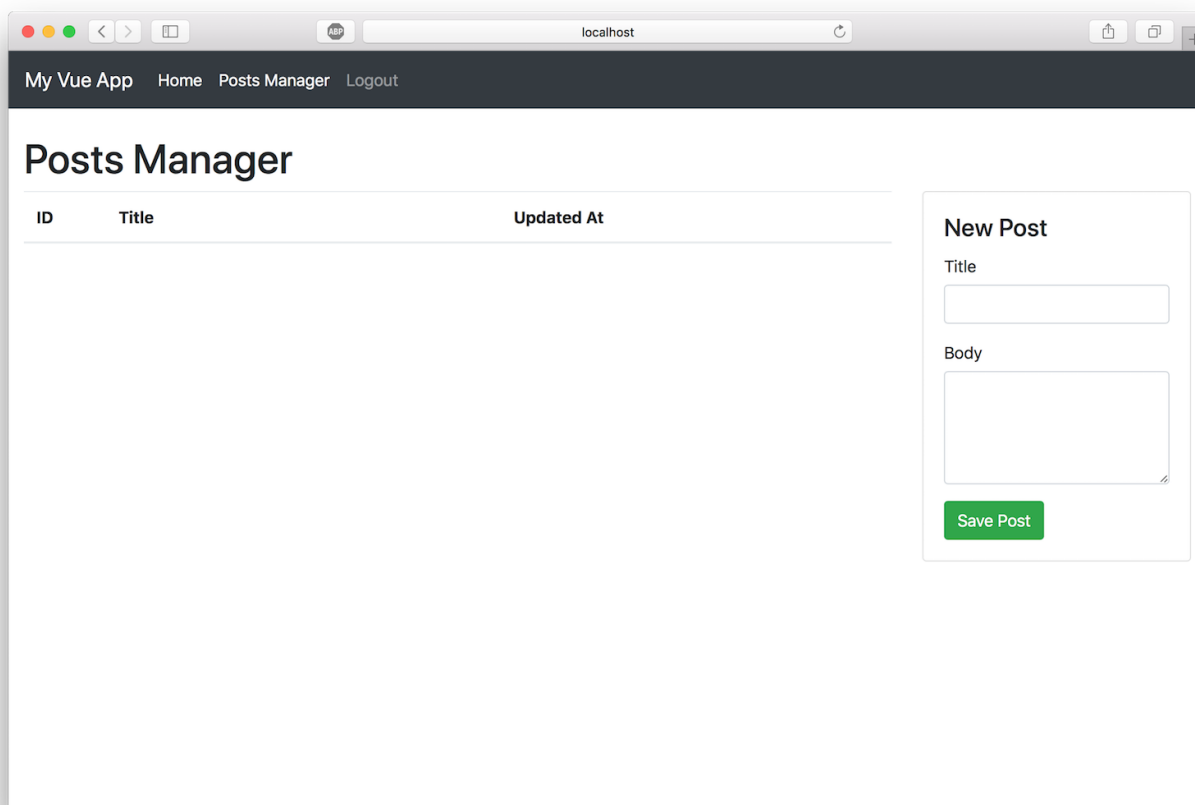 ABP
localhost
My Vue App Home Posts Manager Logout
Posts Manager
ID Title Updated At
New Post
Title
Body
Save Post